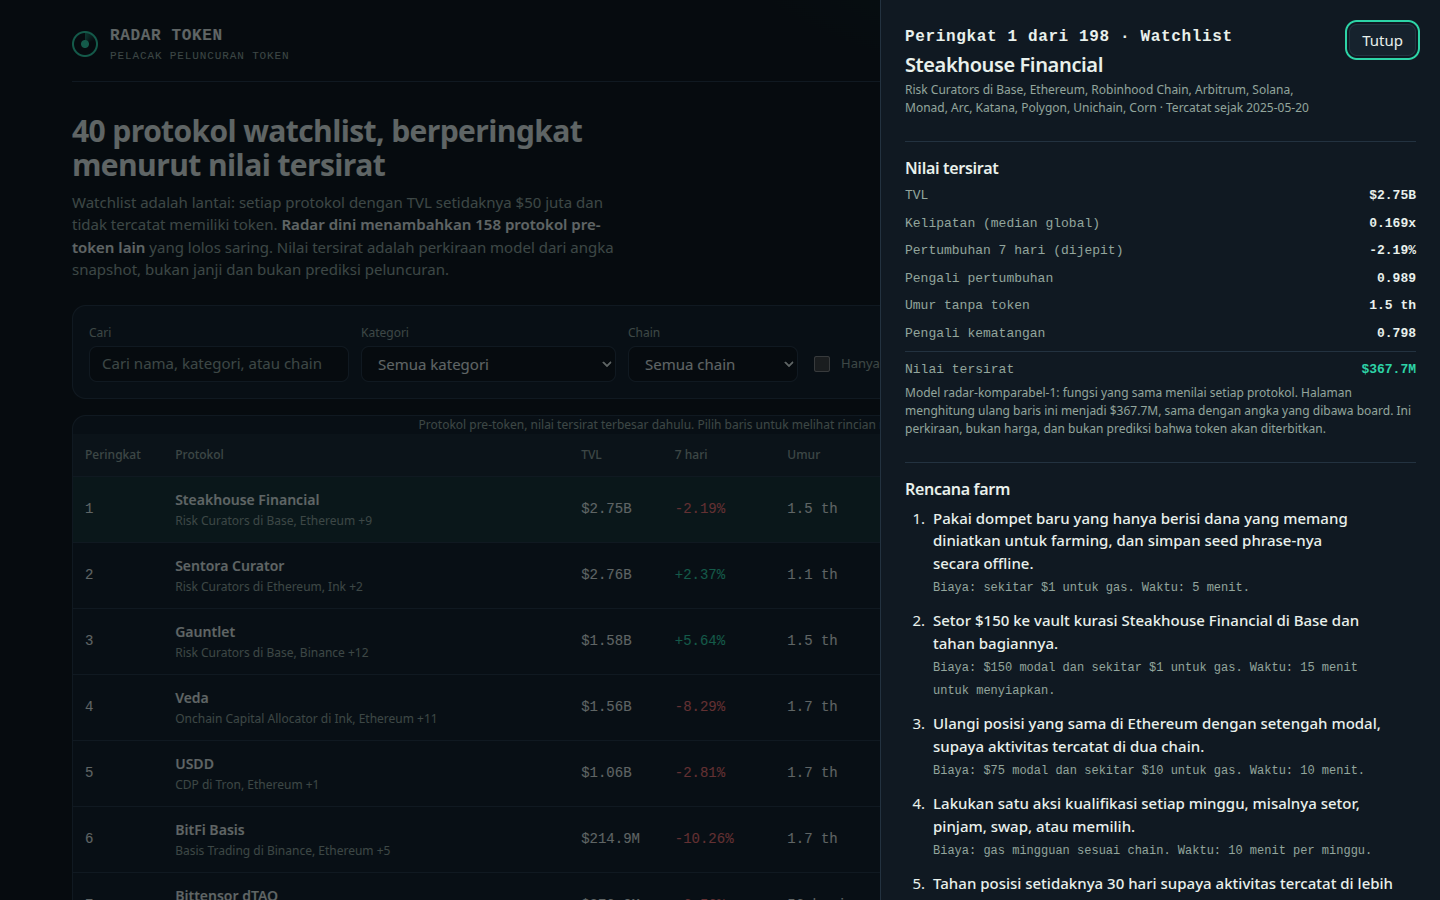 RADAR TOKEN
PELACAK PELUNCURAN TOKEN
40 protokol watchlist, berperingkat
menurut nilai tersirat
Watchlist adalah lantai: setiap protokol dengan TVL setidaknya $50 juta dan
tidak tercatat memiliki token. Radar dini menambahkan 158 protokol pre-
token lain yang lolos saring. Nilai tersirat adalah perkiraan model dari angka
snapshot, bukan janji dan bukan prediksi peluncuran.
Cari Kategori Chain
Cari nama, kategori, atau chain Semua kategori Semua chain Hanya
Protokol pre-token, nilai tersirat terbesar dahulu. Pilih baris untuk melihat rincian
Peringkat Protokol TVL 7 hari Umur
1 Steakhouse Financial $2.75B -2.19% 1.5 th
Risk Curators di Base, Ethereum +9
2 Sentora Curator $2.76B +2.37% 1.1 th
Risk Curators di Ethereum, Ink +2
3 Gauntlet $1.58B +5.64% 1.5 th
Risk Curators di Base, Binance +12
4 Veda $1.56B -8.29% 1.7 th
Onchain Capital Allocator di Ink, Ethereum +11
5 USDD $1.06B -2.81% 1.7 th
CDP di Tron, Ethereum +1
6 BitFi Basis $214.9M -10.26% 1.7 th
Basis Trading di Binance, Ethereum +5
Bittensor dTAO
Peringkat 1 dari 198 · Watchlist
Tutup
Steakhouse Financial
Risk Curators di Base, Ethereum, Robinhood Chain, Arbitrum, Solana,
Monad, Arc, Katana, Polygon, Unichain, Corn · Tercatat sejak 2025-05-20
Nilai tersirat
TVL $2.75B
Kelipatan (median global) 0.169x
Pertumbuhan 7 hari (dijepit) -2.19%
Pengali pertumbuhan 0.989
Umur tanpa token 1.5 th
Pengali kematangan 0.798
Nilai tersirat $367.7M
Model radar-komparabel-1: fungsi yang sama menilai setiap protokol. Halaman
menghitung ulang baris ini menjadi $367.7M, sama dengan angka yang dibawa board. Ini
perkiraan, bukan harga, dan bukan prediksi bahwa token akan diterbitkan.
Rencana farm
1. Pakai dompet baru yang hanya berisi dana yang memang
diniatkan untuk farming, dan simpan seed phrase-nya
secara offline.
Biaya: sekitar $1 untuk gas. Waktu: 5 menit.
2. Setor $150 ke vault kurasi Steakhouse Financial di Base dan
tahan bagiannya.
Biaya: $150 modal dan sekitar $1 untuk gas. Waktu: 15 menit
untuk menyiapkan.
3. Ulangi posisi yang sama di Ethereum dengan setengah modal,
supaya aktivitas tercatat di dua chain.
Biaya: $75 modal dan sekitar $10 untuk gas. Waktu: 10 menit.
4. Lakukan satu aksi kualifikasi setiap minggu, misalnya setor,
pinjam, swap, atau memilih.
Biaya: gas mingguan sesuai chain. Waktu: 10 menit per minggu.
5. Tahan posisi setidaknya 30 hari supaya aktivitas tercatat di lebih